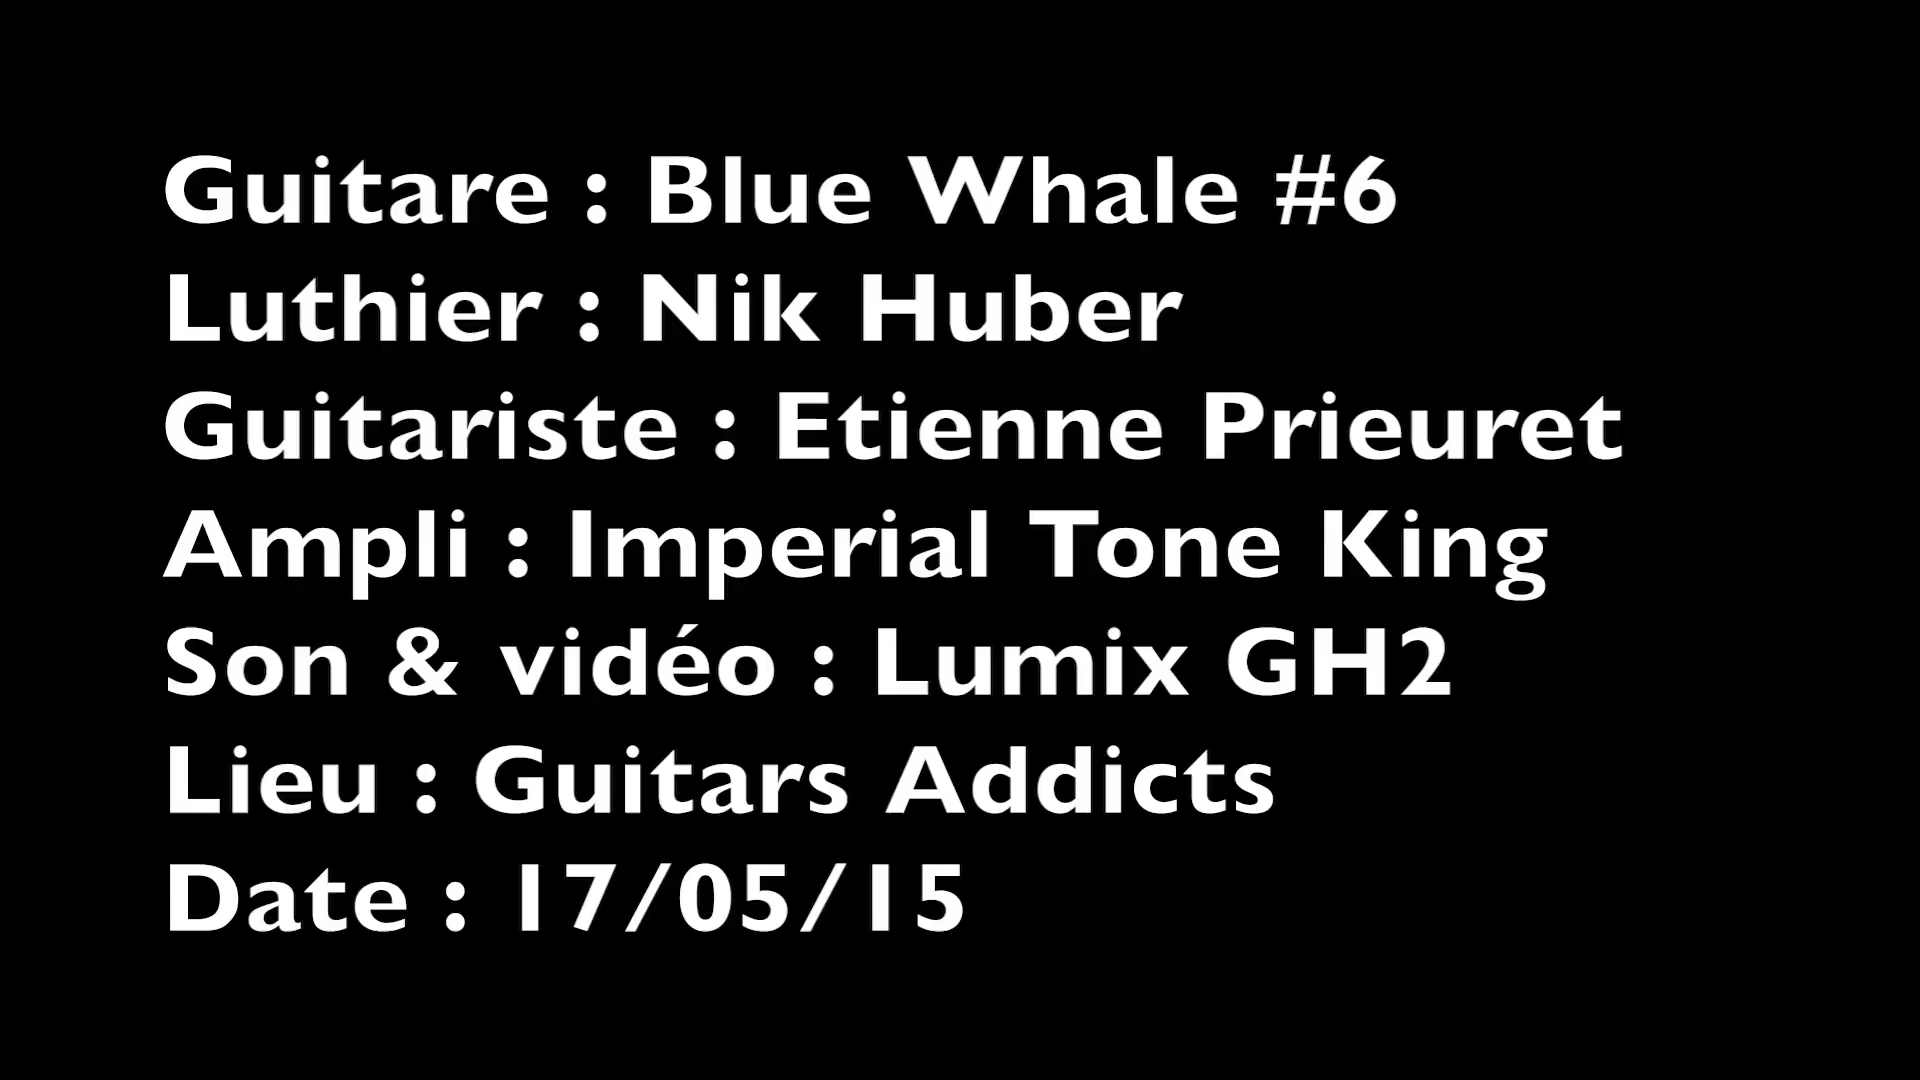 Guitare : Blue Whale #6
Luthier : Nik Huber
Guitariste : Etienne Prieuret
Ampli : Imperial Tone King
Son & vidéo : Lumix GH2
Lieu : Guitars Addicts
Date : 17/05/15